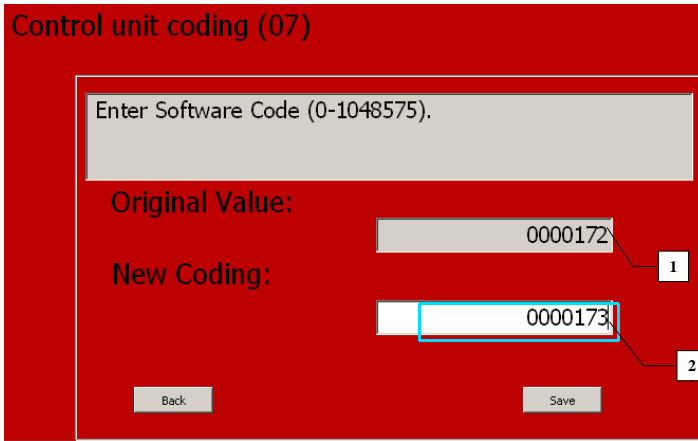 Control unit coding (07)
Enter Software Code (0-1048575).
Original Value:
0000172
1
New Coding:
0000173
2
Back
Save